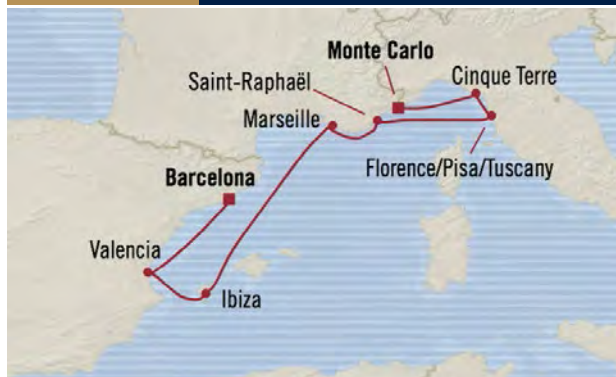 Monte Carlo
Saint-Raphaël
Cinque Terre
Marseille
Florence/Pisa/Tuscany
Barcelona
Valencia
Ibiza